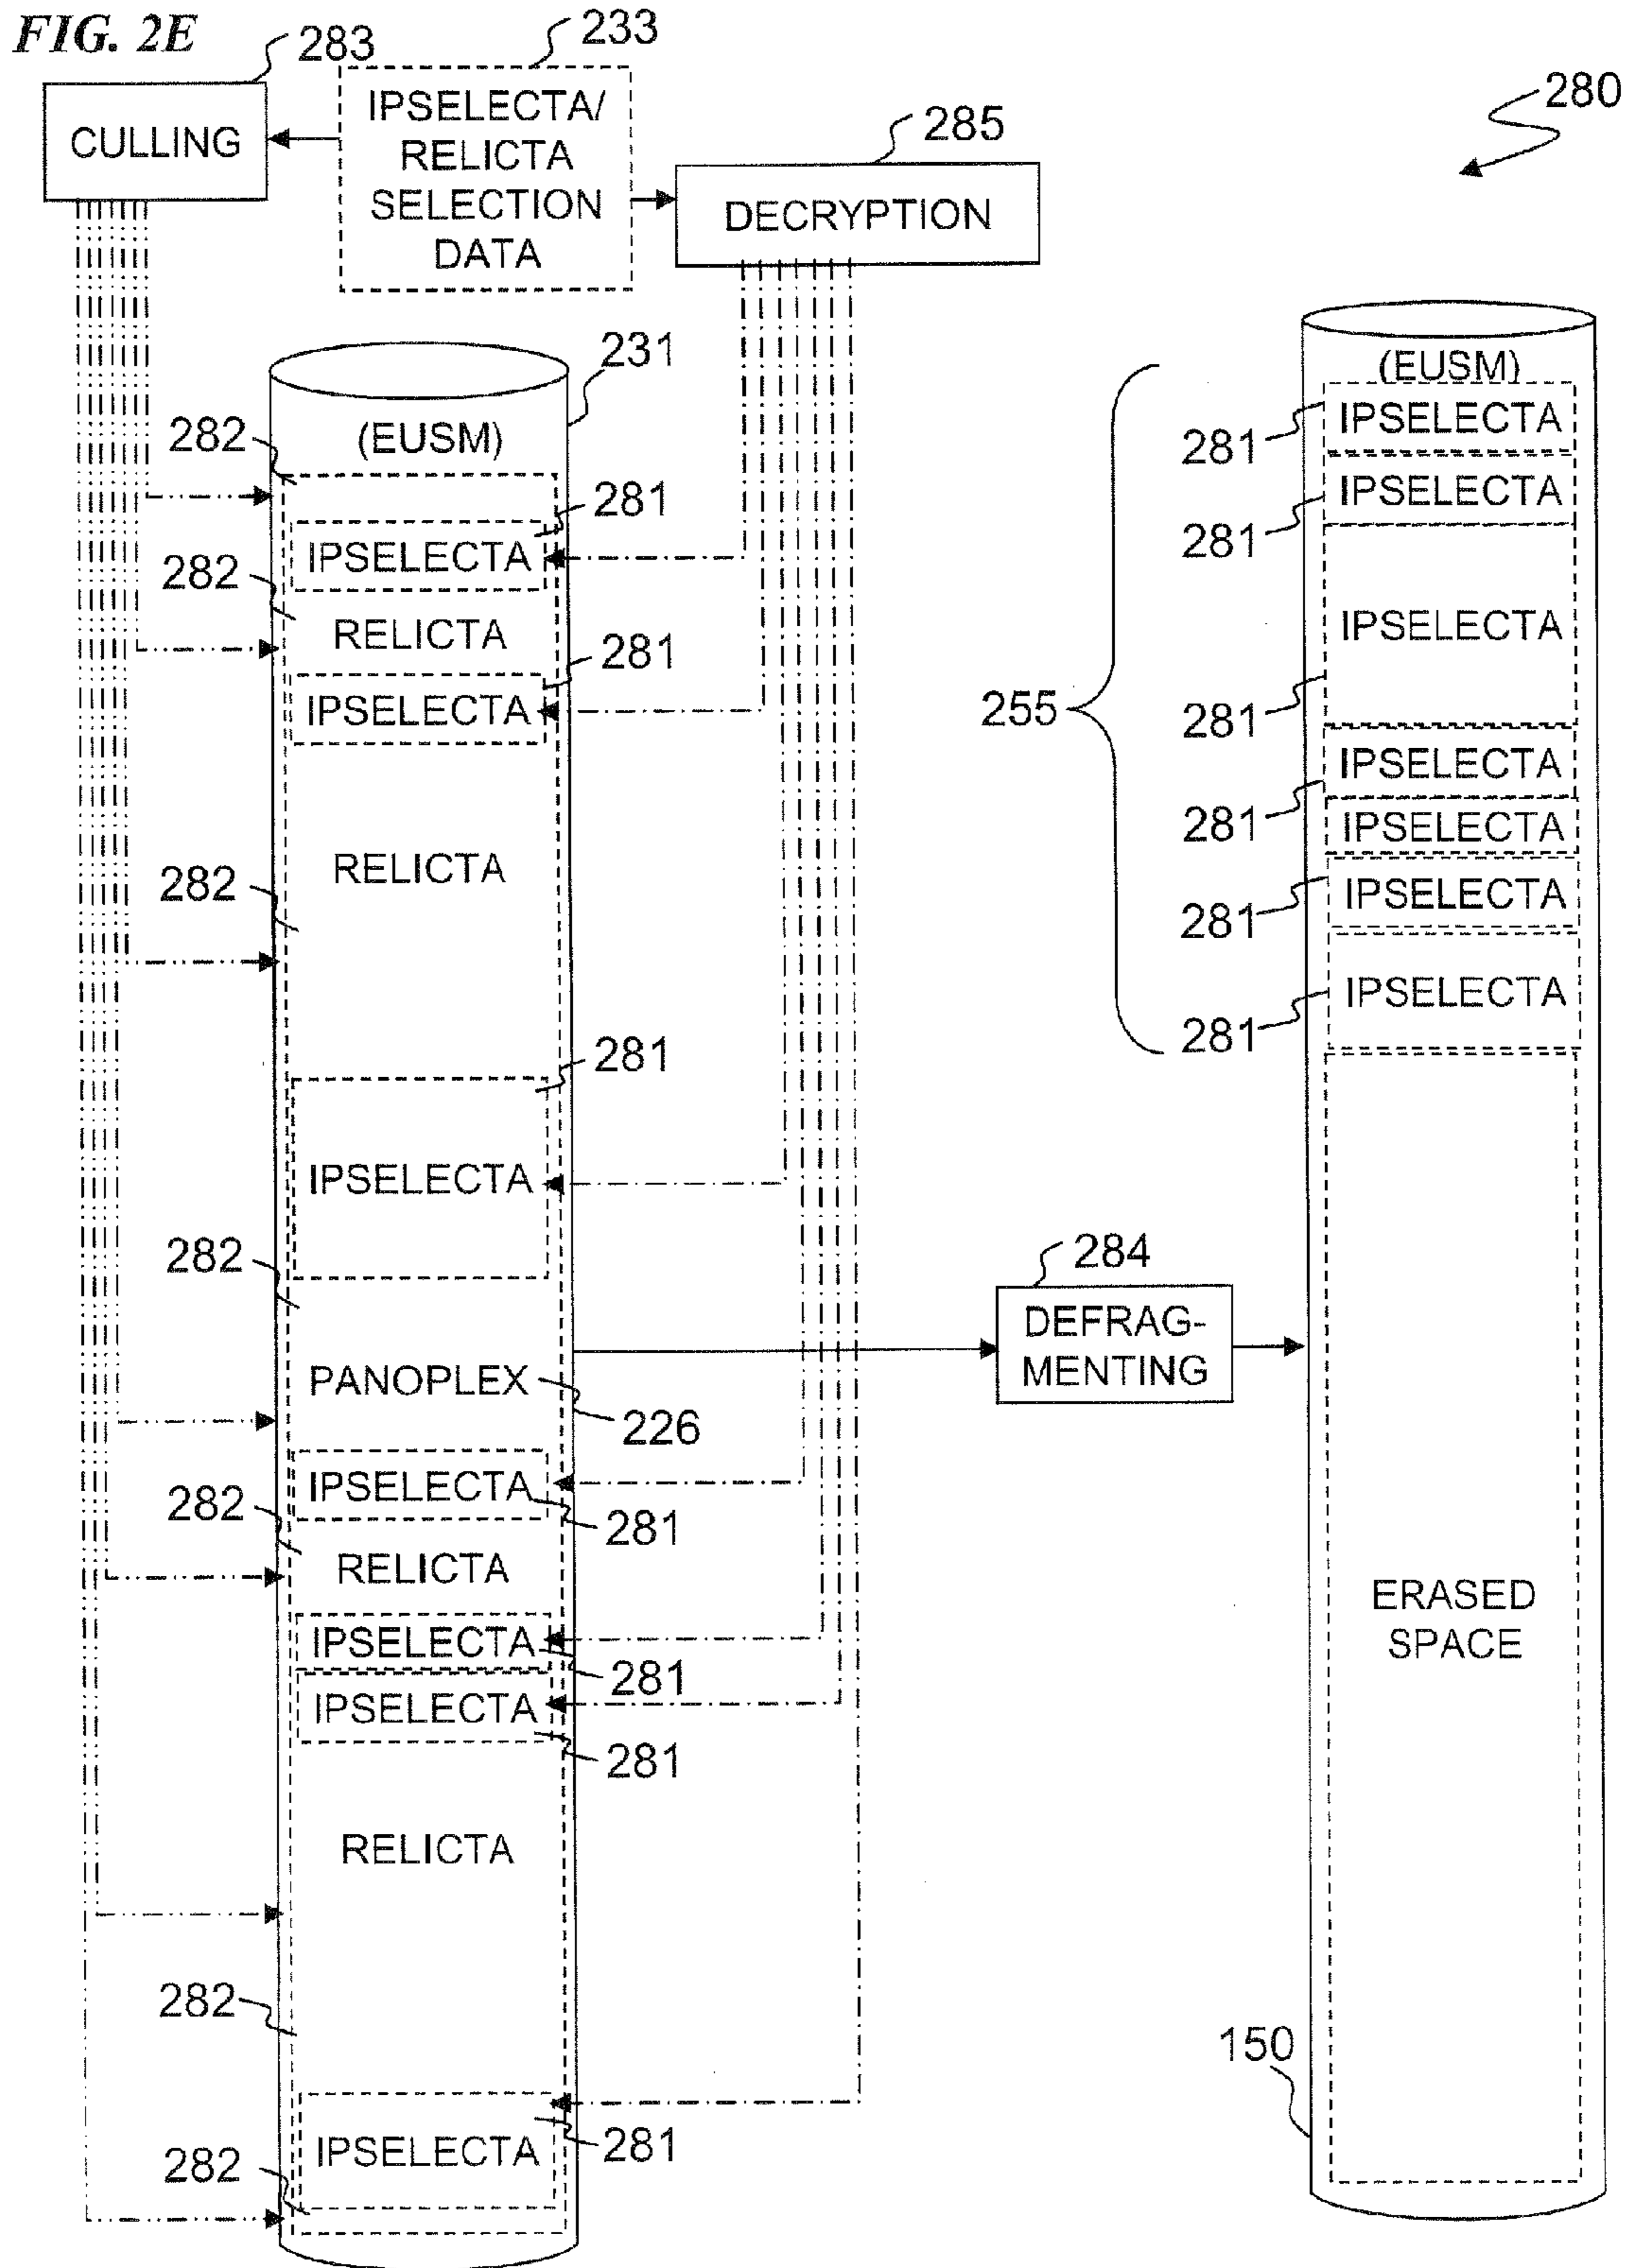 FIG. 2E
283
233
280
CULLING
IPSELECTA/
RELICTA
SELECTION
DATA
285
DECRYPTION
231
(EUSM)
282
281
IPSELECTA
282
RELICTA
281
IPSELECTA
282
RELICTA
281
IPSELECTA
282
PANOPLEX
226
IPSELECTA
281
282
RELICTA
IPSELECTA
281
IPSELECTA
281
RELICTA
282
IPSELECTA
281
282
284
DEFRAG-
MENTING
(EUSM)
255
281
IPSELECTA
281
IPSELECTA
281
IPSELECTA
281
IPSELECTA
IPSELECTA
281
IPSELECTA
281
IPSELECTA
ERASED
SPACE
150